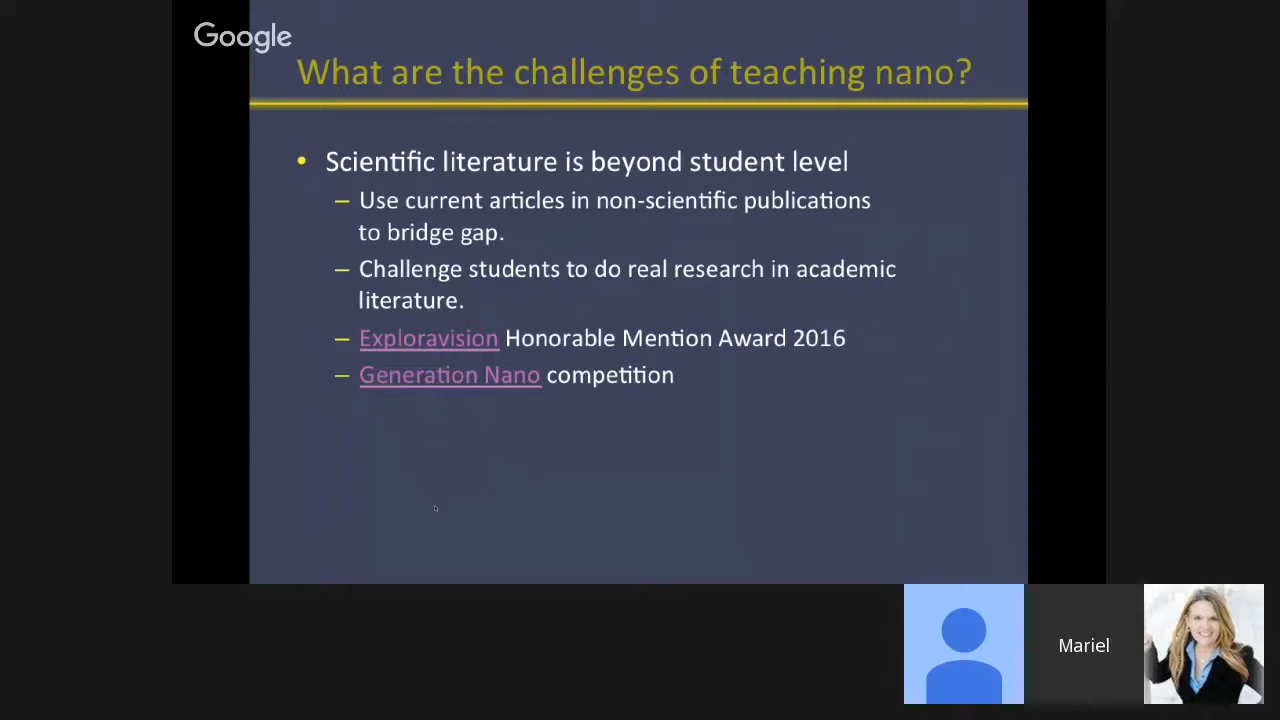 Google
What are the challenges of teaching nano?
• Scientific literature is beyond student level
– Use current articles in non-scientific publications
to bridge gap.
– Challenge students to do real research in academic
literature.
– Exploravision Honorable Mention Award 2016
– Generation Nano competition
Mariel